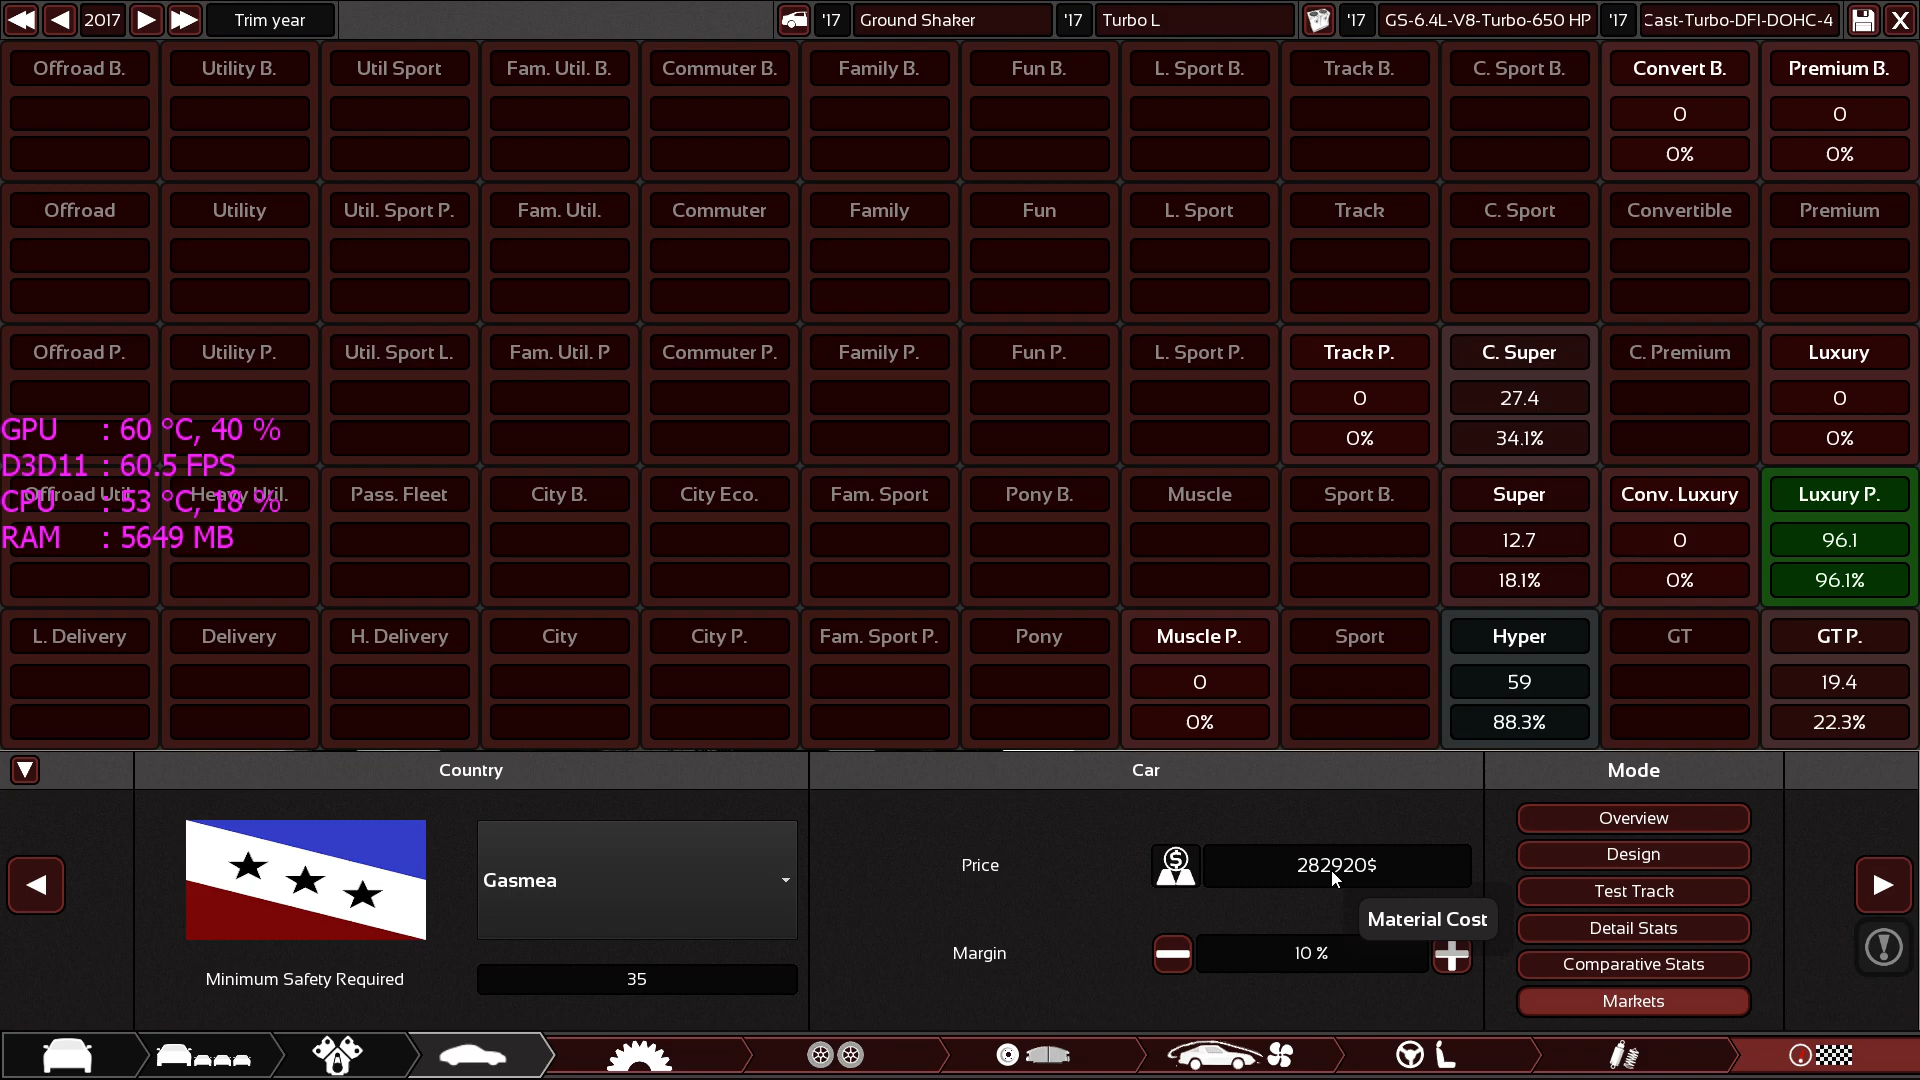 2017 Trim year '17 Ground Shaker '17 Turbo L '17 GS-6.4L-V8-Turbo-650 HP '17 Cast-Turbo-DFI-DOHC-4
Offroad B. Utility B. Util Sport Fam. Util. B. Commuter B. Family B. Fun B. L. Sport B. Track B. C. Sport B. Convert B. Premium B.
0 0
0% 0%
Offroad Utility Util. Sport P. Fam. Util. Commuter Family Fun L. Sport Track C. Sport Convertible Premium
Offroad P. Utility P. Util. Sport L. Fam. Util. P Commuter P. Family P. Fun P. L. Sport P. Track P. C. Super C. Premium Luxury
0 27.4 0
0% 34.1% 0%
GPU : 60 °C, 40 %
D3D11 : 60.5 FPS
CPU : 53 °C, 18 %
RAM : 5649 MB
Offroad Util. Heavy Util. Pass. Fleet City B. City Eco. Fam. Sport Pony B. Muscle Sport B. Super Conv. Luxury Luxury P.
12.7 0 96.1
18.1% 0% 96.1%
L. Delivery Delivery H. Delivery City City P. Fam. Sport P. Pony Muscle P. Sport Hyper GT GT P.
0 59 19.4
0% 88.3% 22.3%
Country Car Mode
Gasmea
Minimum Safety Required 35
Price 282920$
Material Cost
Margin 10 %
Overview
Design
Test Track
Detail Stats
Comparative Stats
Markets